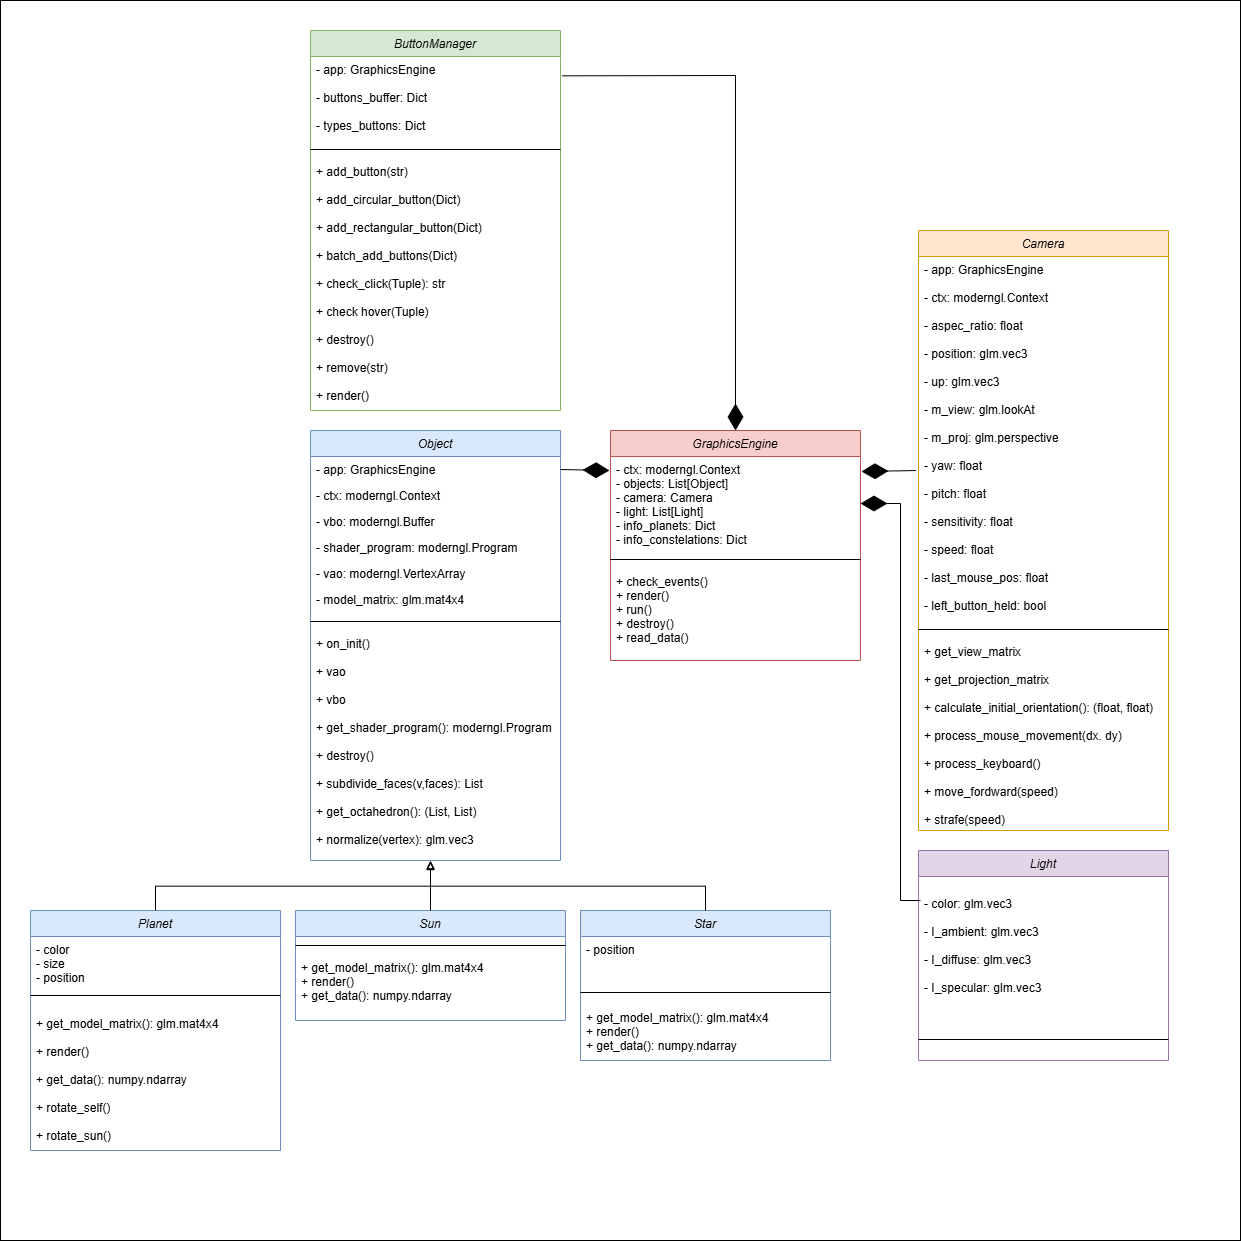 ButtonManager
- app: GraphicsEngine
- buttons_buffer: Dict
- types_buttons: Dict
+ add_button(str)
+ add_circular_button(Dict)
+ add_rectangular_button(Dict)
+ batch_add_buttons(Dict)
+ check_click(Tuple): str
+ check hover(Tuple)
+ destroy()
+ remove(str)
+ render()
Object
- app: GraphicsEngine
- ctx: moderngl.Context
- vbo: moderngl.Buffer
- shader_program: moderngl.Program
- vao: moderngl.VertexArray
- model_matrix: glm.mat4x4
+ on_init()
+ vao
+ vbo
+ get_shader_program(): moderngl.Program
+ destroy()
+ subdivide_faces(v,faces): List
+ get_octahedron(): (List, List)
+ normalize(vertex): glm.vec3
GraphicsEngine
- ctx: moderngl.Context
- objects: List[Object]
- camera: Camera
- light: List[Light]
- info_planets: Dict
- info_constelations: Dict
+ check_events()
+ render()
+ run()
+ destroy()
+ read_data()
Camera
- app: GraphicsEngine
- ctx: moderngl.Context
- aspec_ratio: float
- position: glm.vec3
- up: glm.vec3
- m_view: glm.lookAt
- m_proj: glm.perspective
- yaw: float
- pitch: float
- sensitivity: float
- speed: float
- last_mouse_pos: float
- left_button_held: bool
+ get_view_matrix
+ get_projection_matrix
+ calculate_initial_orientation(): (float, float)
+ process_mouse_movement(dx. dy)
+ process_keyboard()
+ move_fordward(speed)
+ strafe(speed)
Light
- color: glm.vec3
- l_ambient: glm.vec3
- l_diffuse: glm.vec3
- l_specular: glm.vec3
Planet
- color
- size
- position
+ get_model_matrix(): glm.mat4x4
+ render()
+ get_data(): numpy.ndarray
+ rotate_self()
+ rotate_sun()
Sun
+ get_model_matrix(): glm.mat4x4
+ render()
+ get_data(): numpy.ndarray
Star
- position
+ get_model_matrix(): glm.mat4x4
+ render()
+ get_data(): numpy.ndarray